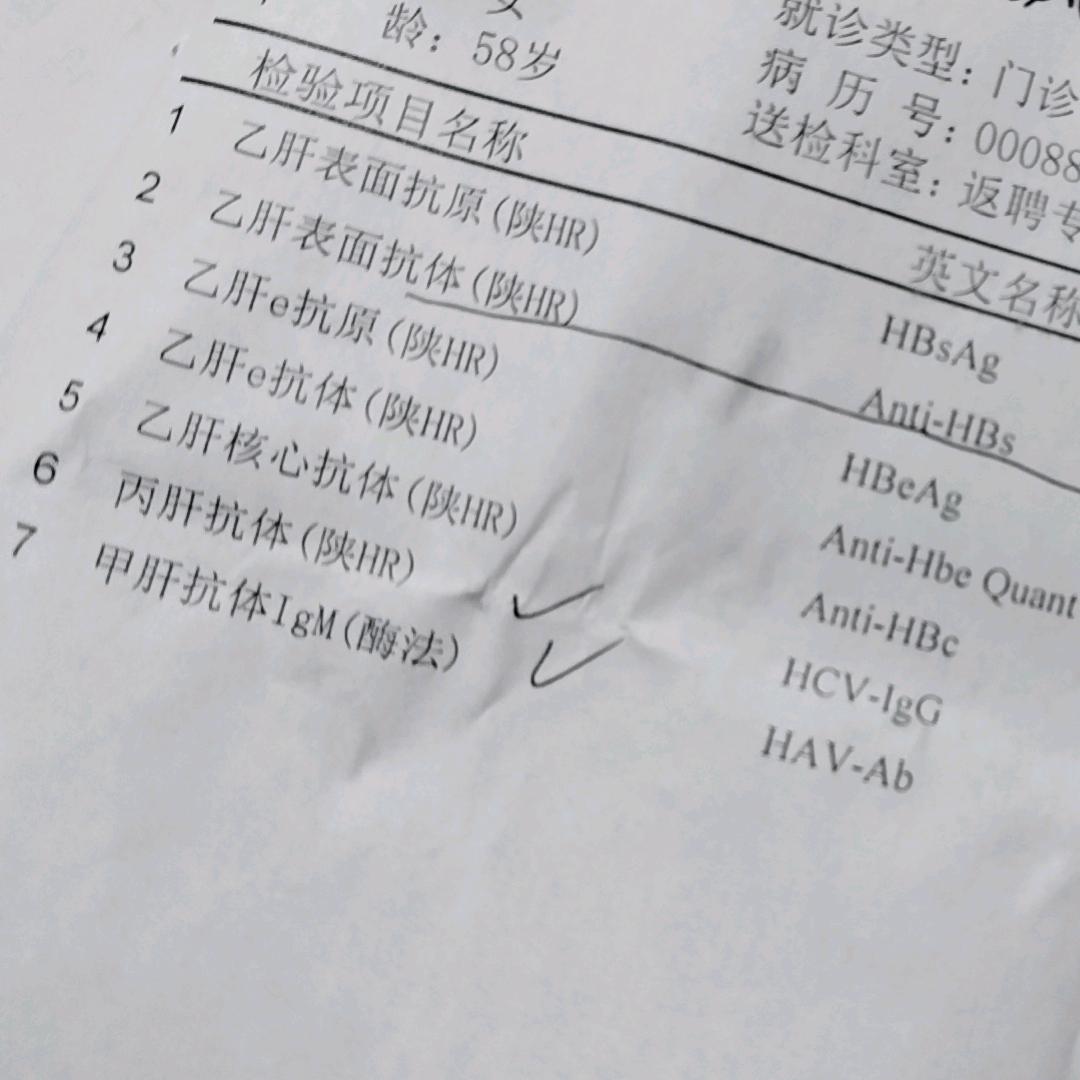 龄：58岁
就诊类型：门诊
病 历 号：00088
送检科室：返聘专
检验项目名称 英文名称
1 乙肝表面抗原(陕HR) HBsAg
2 乙肝表面抗体(陕HR) Anti-HBs
3 乙肝e抗原(陕HR) HBeAg
4 乙肝e抗体(陕HR) Anti-Hbe Quant
5 乙肝核心抗体(陕HR) Anti-HBc
6 丙肝抗体(陕HR) HCV-IgG
7 甲肝抗体IgM(酶法) HAV-Ab